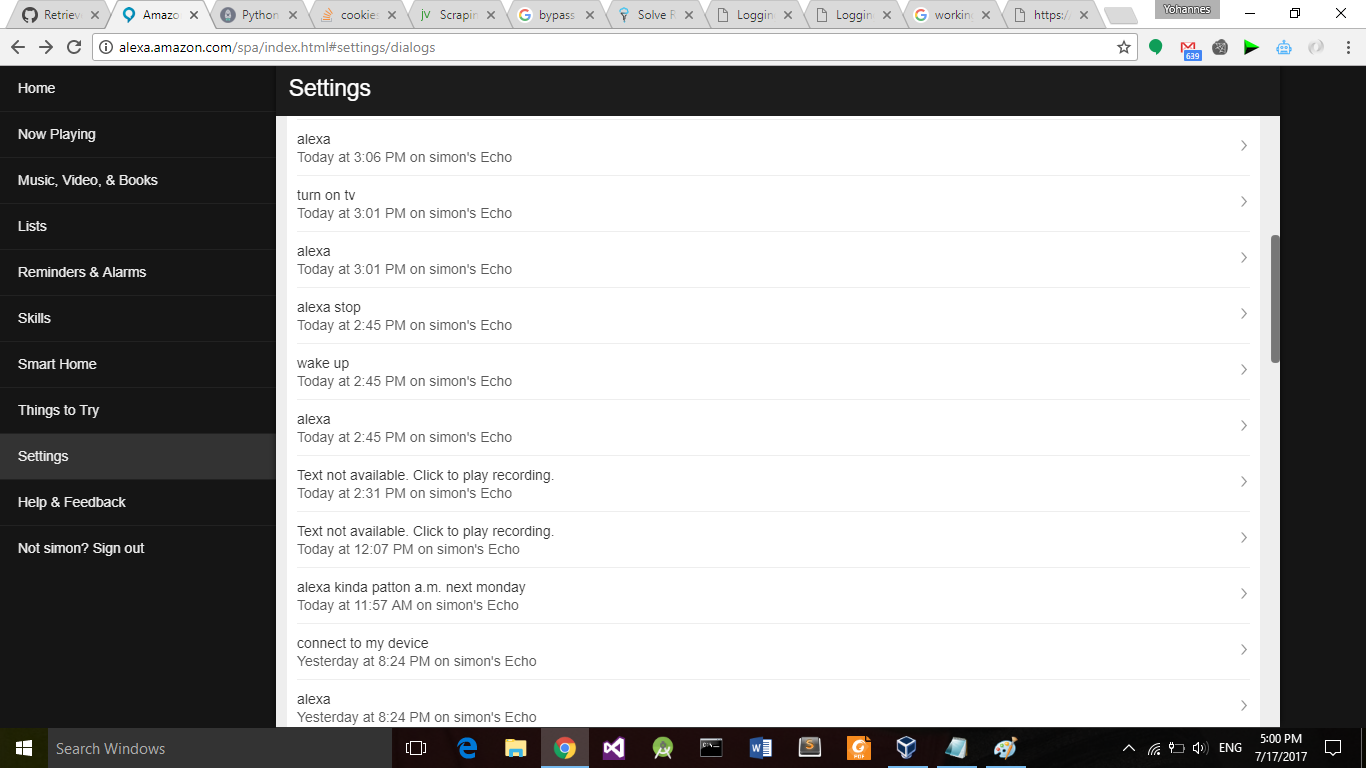 Retriev
Amazo
Python
cookies
Scrapin
bypass
Solve R
Loggin
Loggin
workin
https:/
Yohannes
alexa.amazon.com/spa/index.html#settings/dialogs
639
Home
Now Playing
Music, Video, & Books
Lists
Reminders & Alarms
Skills
Smart Home
Things to Try
Settings
Help & Feedback
Not simon? Sign out
Settings
alexa
Today at 3:06 PM on simon's Echo
turn on tv
Today at 3:01 PM on simon's Echo
alexa
Today at 3:01 PM on simon's Echo
alexa stop
Today at 2:45 PM on simon's Echo
wake up
Today at 2:45 PM on simon's Echo
alexa
Today at 2:45 PM on simon's Echo
Text not available. Click to play recording.
Today at 2:31 PM on simon's Echo
Text not available. Click to play recording.
Today at 12:07 PM on simon's Echo
alexa kinda patton a.m. next monday
Today at 11:57 AM on simon's Echo
connect to my device
Yesterday at 8:24 PM on simon's Echo
alexa
Yesterday at 8:24 PM on simon's Echo
Search Windows
ENG
5:00 PM
7/17/2017